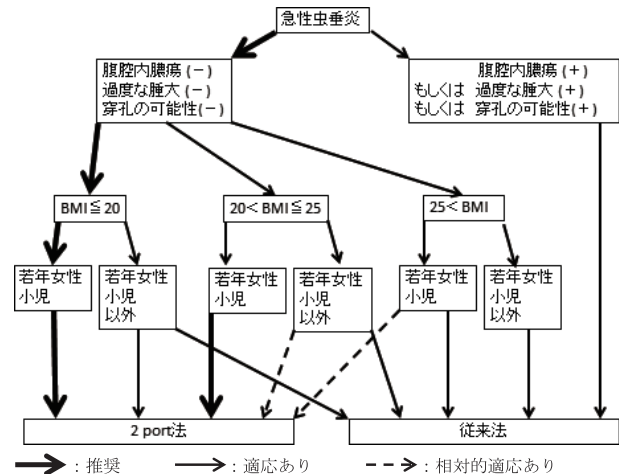 急性虫垂炎
腹腔内膿瘍(－)
過度な腫大(－)
穿孔の可能性(－)
腹腔内膿瘍(＋)
もしくは 過度な腫大(＋)
もしくは 穿孔の可能性(＋)
BMI≦20
20＜BMI≦25
25＜BMI
若年女性
小児
若年女性
小児
以外
若年女性
小児
若年女性
小児
以外
若年女性
小児
若年女性
小児
以外
2 port法
従来法
：推奨
：適応あり
：相対的適応あり